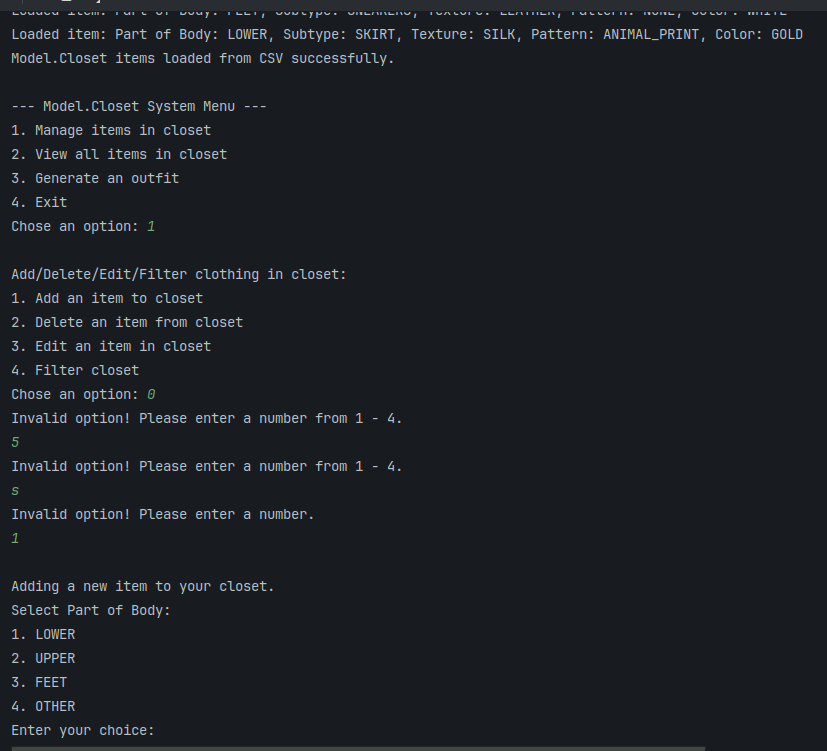 Loaded item: Part of Body: FEET, Subtype: SNEAKERS, Texture: LEATHER, Pattern: NONE, Color: WHITE
Loaded item: Part of Body: LOWER, Subtype: SKIRT, Texture: SILK, Pattern: ANIMAL_PRINT, Color: GOLD
Model.Closet items loaded from CSV successfully.
--- Model.Closet System Menu ---
1. Manage items in closet
2. View all items in closet
3. Generate an outfit
4. Exit
Chose an option: 1
Add/Delete/Edit/Filter clothing in closet:
1. Add an item to closet
2. Delete an item from closet
3. Edit an item in closet
4. Filter closet
Chose an option: 0
Invalid option! Please enter a number from 1 - 4.
5
Invalid option! Please enter a number from 1 - 4.
s
Invalid option! Please enter a number.
1
Adding a new item to your closet.
Select Part of Body:
1. LOWER
2. UPPER
3. FEET
4. OTHER
Enter your choice: